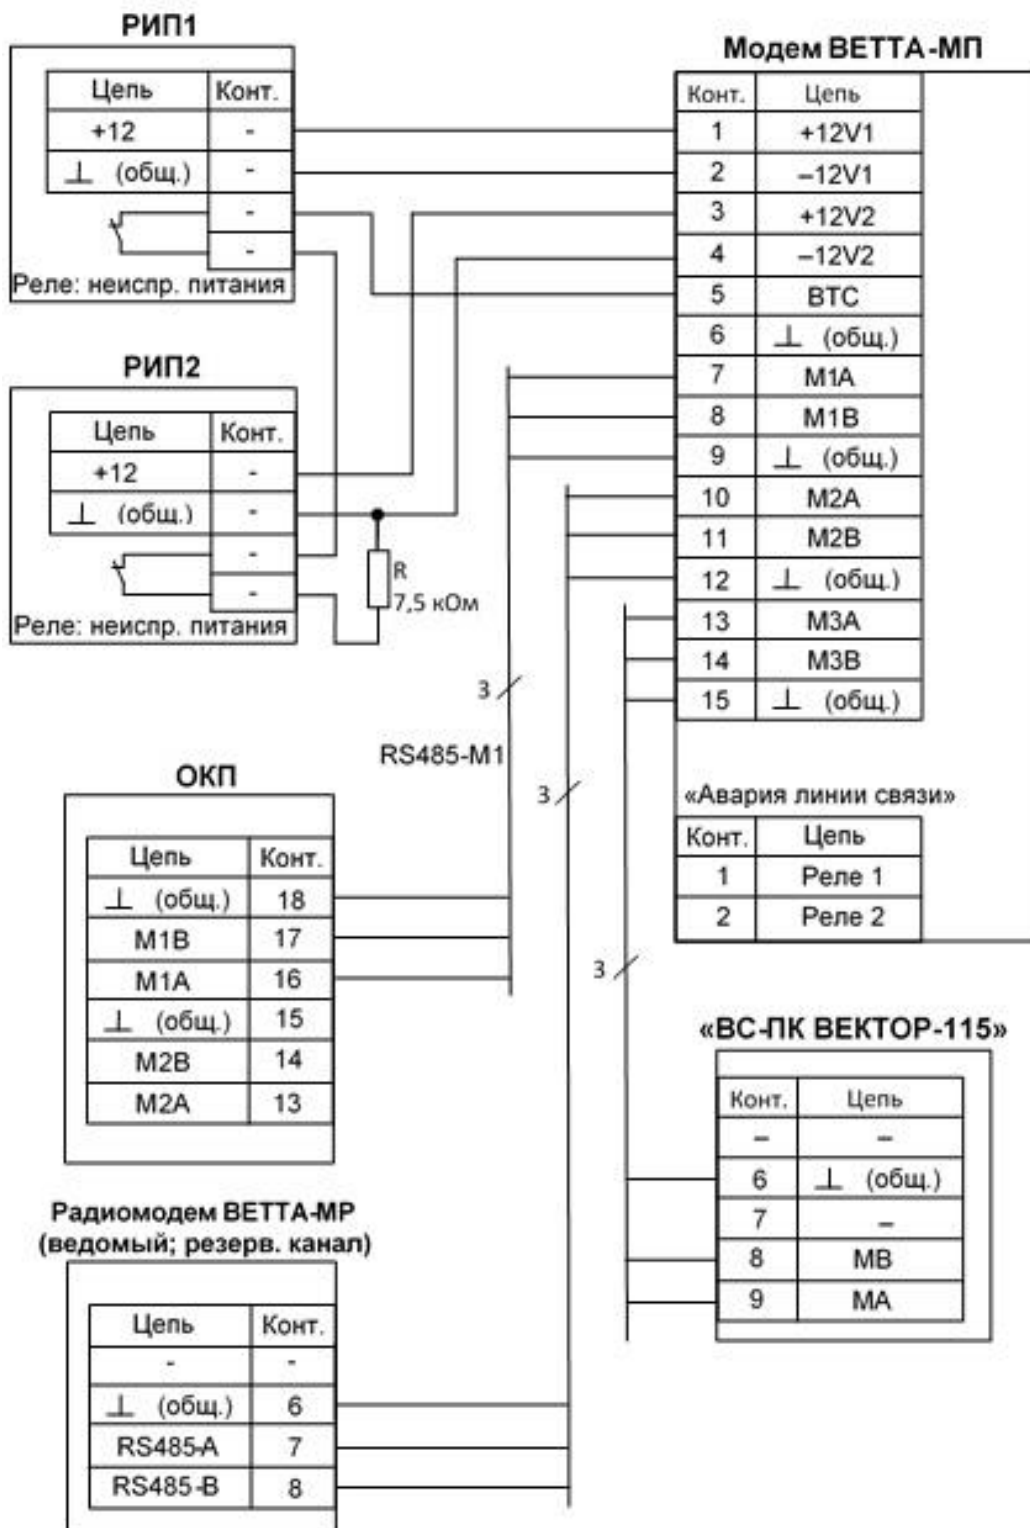 РИП1
Цепь Конт.
+12 -
⊥ (общ.) -
-
-
Реле: неиспр. питания
РИП2
Цепь Конт.
+12 -
⊥ (общ.) -
-
-
Реле: неиспр. питания
R
7,5 кОм
Модем ВЕТТА-МП
Конт. Цепь
1 +12V1
2 –12V1
3 +12V2
4 –12V2
5 ВТС
6 ⊥ (общ.)
7 М1А
8 М1В
9 ⊥ (общ.)
10 М2А
11 М2В
12 ⊥ (общ.)
13 М3А
14 М3В
15 ⊥ (общ.)
«Авария линии связи»
Конт. Цепь
1 Реле 1
2 Реле 2
3
RS485-М1
3
3
ОКП
Цепь Конт.
⊥ (общ.) 18
М1В 17
М1А 16
⊥ (общ.) 15
М2В 14
М2А 13
«ВС-ПК ВЕКТОР-115»
Конт. Цепь
– –
6 ⊥ (общ.)
7 –
8 МВ
9 МА
Радиомодем ВЕТТА-МР
(ведомый; резерв. канал)
Цепь Конт.
- -
⊥ (общ.) 6
RS485-А 7
RS485-В 8